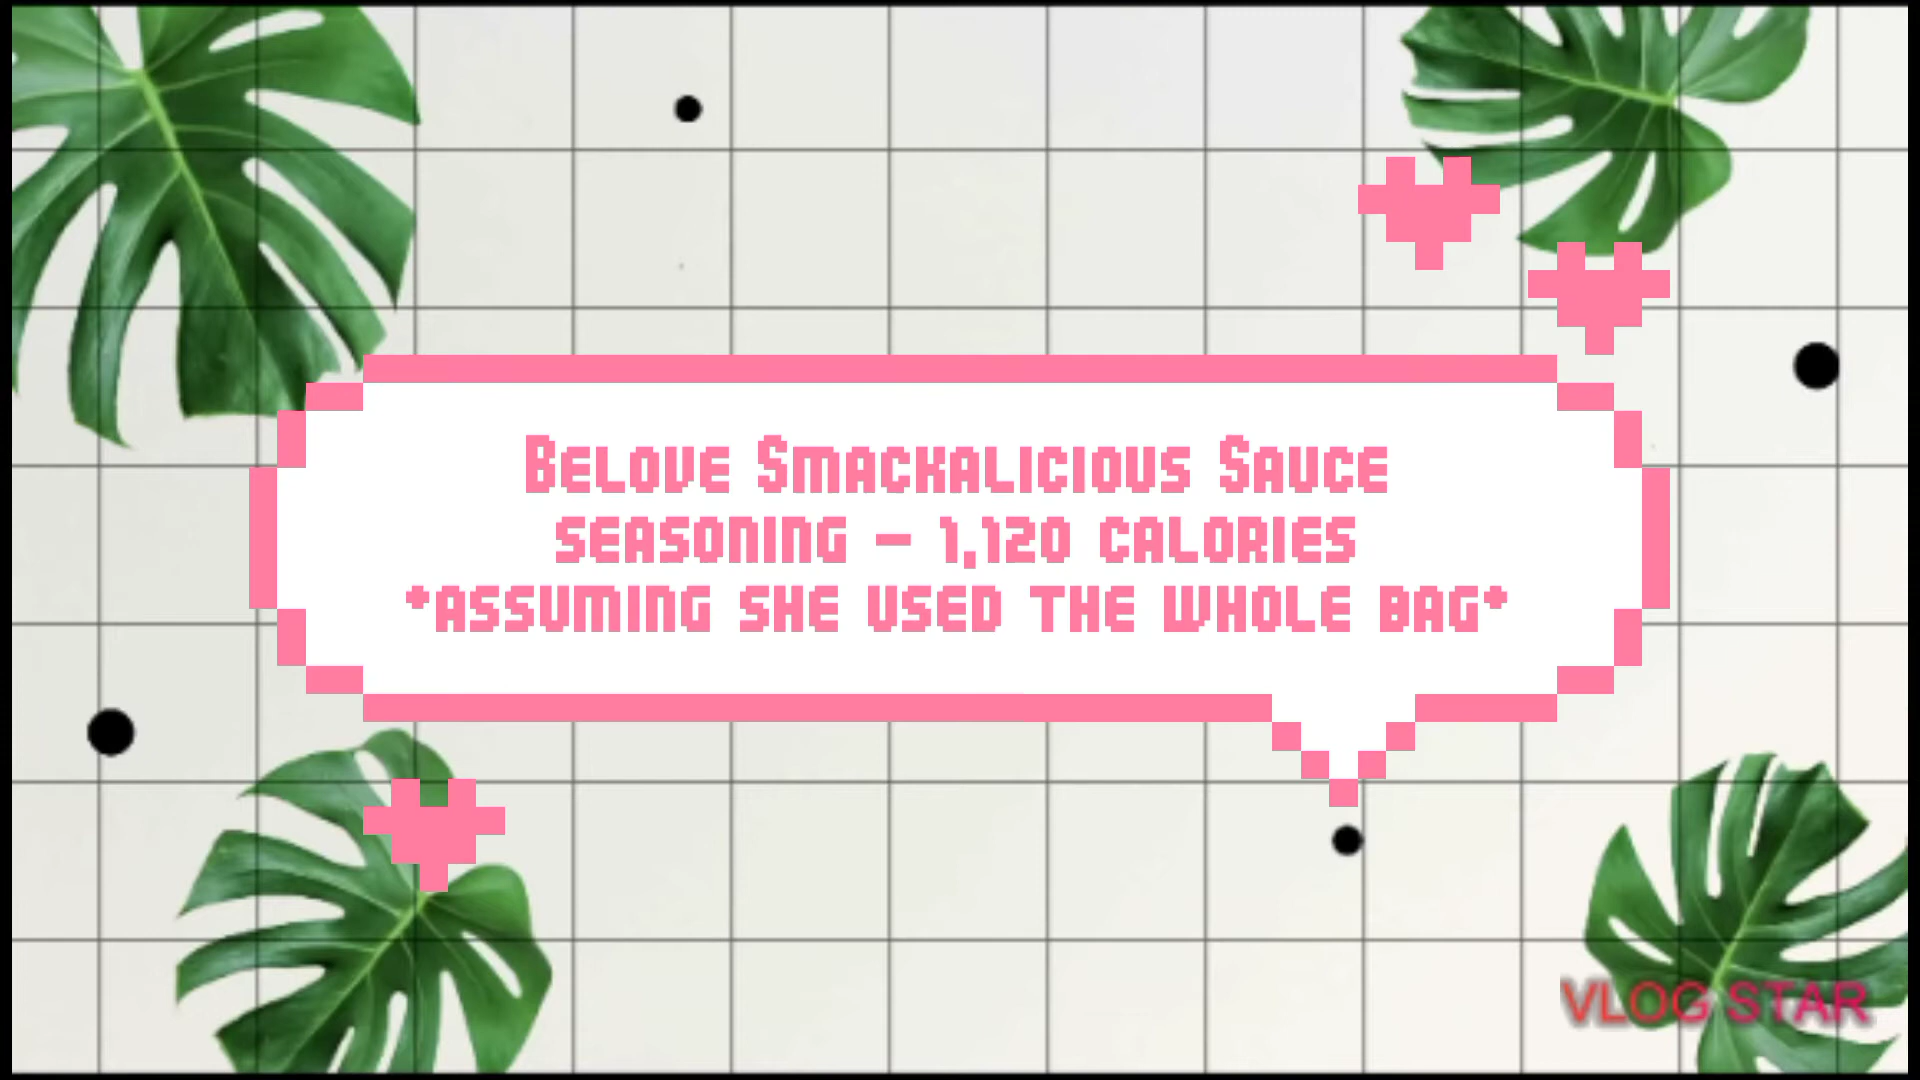 Belove Smackalicious Sauce
seasoning – 1,120 calories
*assuming she used the whole bag*
VLOG STAR